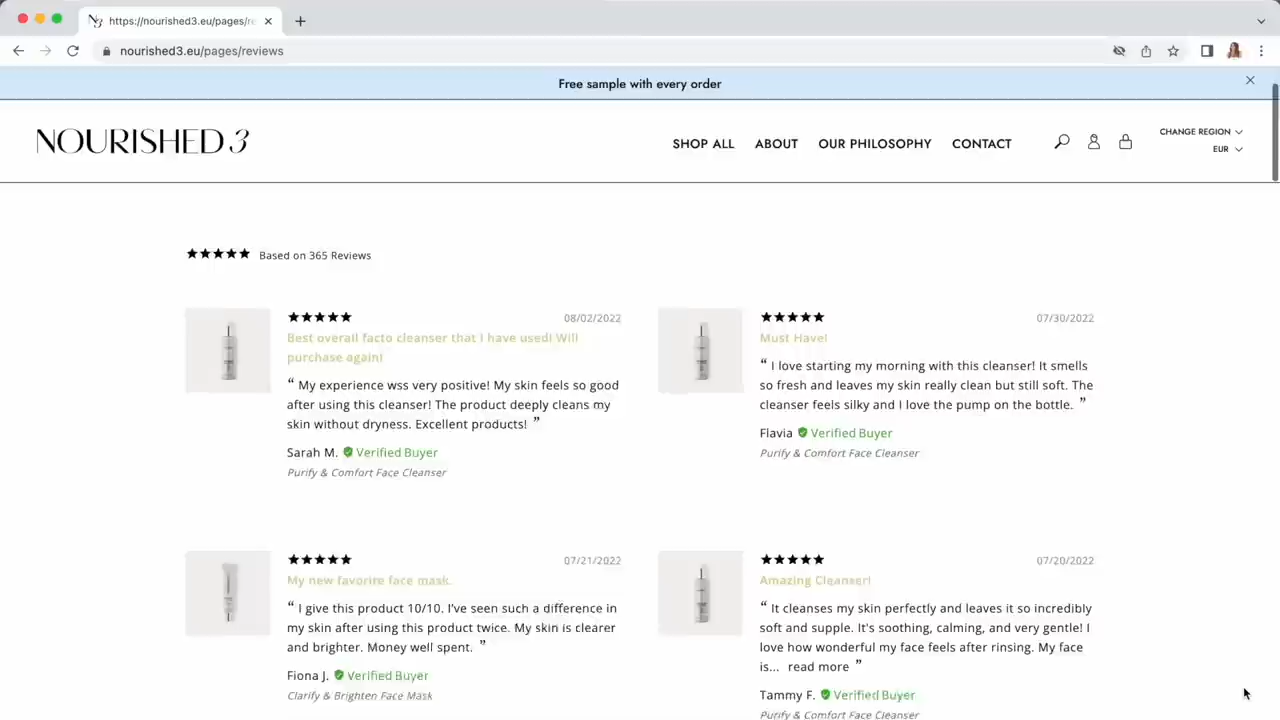 https://nourished3.eu/pages/re
nourished3.eu/pages/reviews
Free sample with every order
NOURISHED 3
SHOP ALL ABOUT OUR PHILOSOPHY CONTACT
CHANGE REGION
EUR
Based on 365 Reviews
08/02/2022
Best overall facto cleanser that I have used! Will
purchase again!
“ My experience wss very positive! My skin feels so good
after using this cleanser! The product deeply cleans my
skin without dryness. Excellent products! ”
Sarah M. Verified Buyer
Purify & Comfort Face Cleanser
07/30/2022
Must Have!
“ I love starting my morning with this cleanser! It smells
so fresh and leaves my skin really clean but still soft. The
cleanser feels silky and I love the pump on the bottle. ”
Flavia Verified Buyer
Purify & Comfort Face Cleanser
07/21/2022
My new favorite face mask.
“ I give this product 10/10. I've seen such a difference in
my skin after using this product twice. My skin is clearer
and brighter. Money well spent. ”
Fiona J. Verified Buyer
Clarify & Brighten Face Mask
07/20/2022
Amazing Cleanser!
“ It cleanses my skin perfectly and leaves it so incredibly
soft and supple. It's soothing, calming, and very gentle! I
love how wonderful my face feels after rinsing. My face
is... read more ”
Tammy F. Verified Buyer
Purify & Comfort Face Cleanser